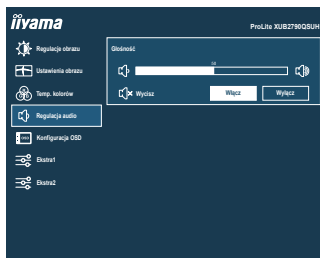 iiyama
ProLite XUB2790QSUH
Regulacja obrazu
Głośność
50
Ustawienia obrazu
Temp. kolorów
Wycisz
Włącz
Wyłącz
Regulacja audio
Konfiguracja OSD
Ekstra1
Ekstra2